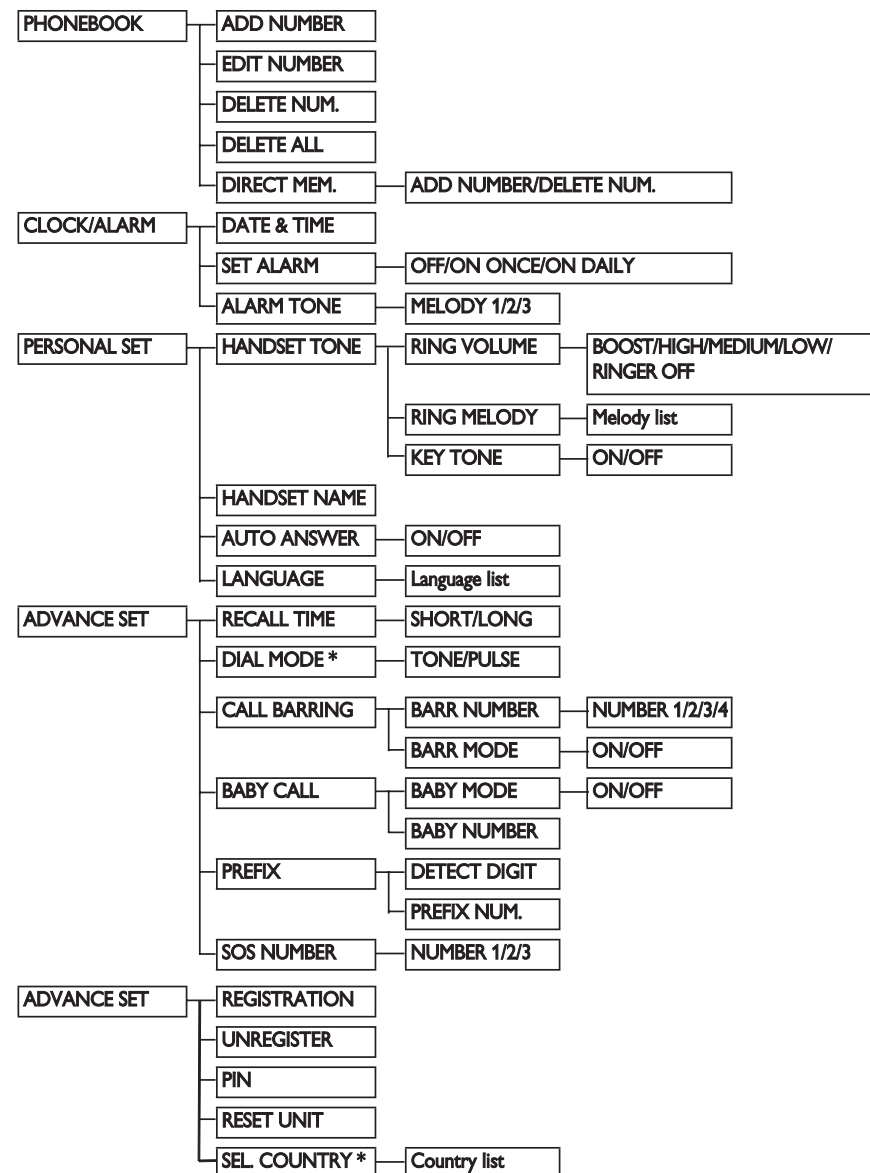 PHONEBOOK
ADD NUMBER
EDIT NUMBER
DELETE NUM.
DELETE ALL
DIRECT MEM.
ADD NUMBER/DELETE NUM.
CLOCK/ALARM
DATE & TIME
SET ALARM
OFF/ON ONCE/ON DAILY
ALARM TONE
MELODY 1/2/3
PERSONAL SET
HANDSET TONE
RING VOLUME
BOOST/HIGH/MEDIUM/LOW/
RINGER OFF
RING MELODY
Melody list
KEY TONE
ON/OFF
HANDSET NAME
AUTO ANSWER
ON/OFF
LANGUAGE
Language list
ADVANCE SET
RECALL TIME
SHORT/LONG
DIAL MODE *
TONE/PULSE
CALL BARRING
BARR NUMBER
NUMBER 1/2/3/4
BARR MODE
ON/OFF
BABY CALL
BABY MODE
ON/OFF
BABY NUMBER
PREFIX
DETECT DIGIT
PREFIX NUM.
SOS NUMBER
NUMBER 1/2/3
ADVANCE SET
REGISTRATION
UNREGISTER
PIN
RESET UNIT
SEL. COUNTRY *
Country list